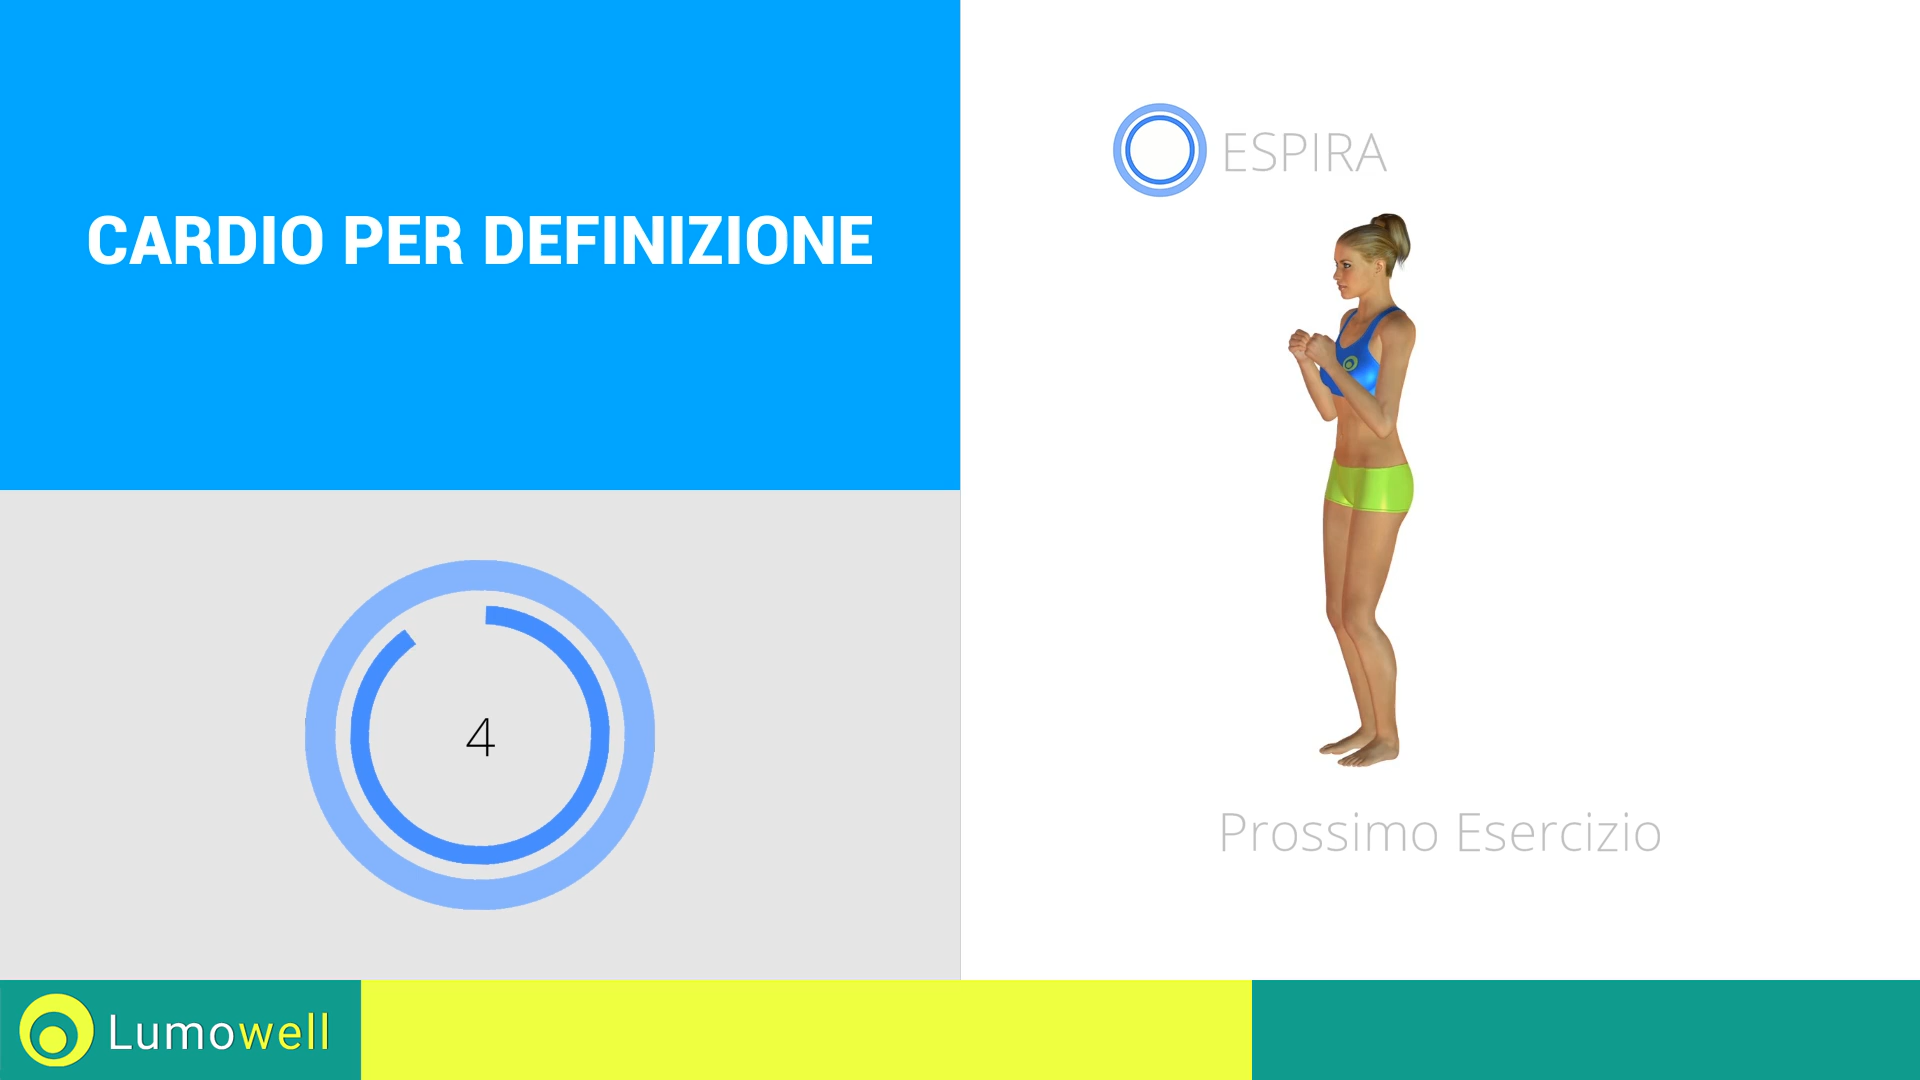 CARDIO PER DEFINIZIONE
4
ESPIRA
Prossimo Esercizio
Lumowell